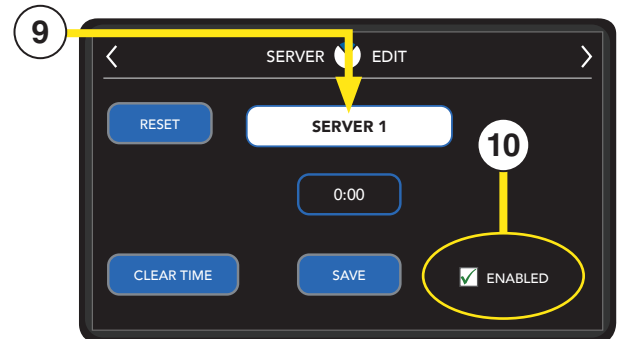 9
SERVER EDIT
RESET
SERVER 1
10
0:00
CLEAR TIME
SAVE
ENABLED